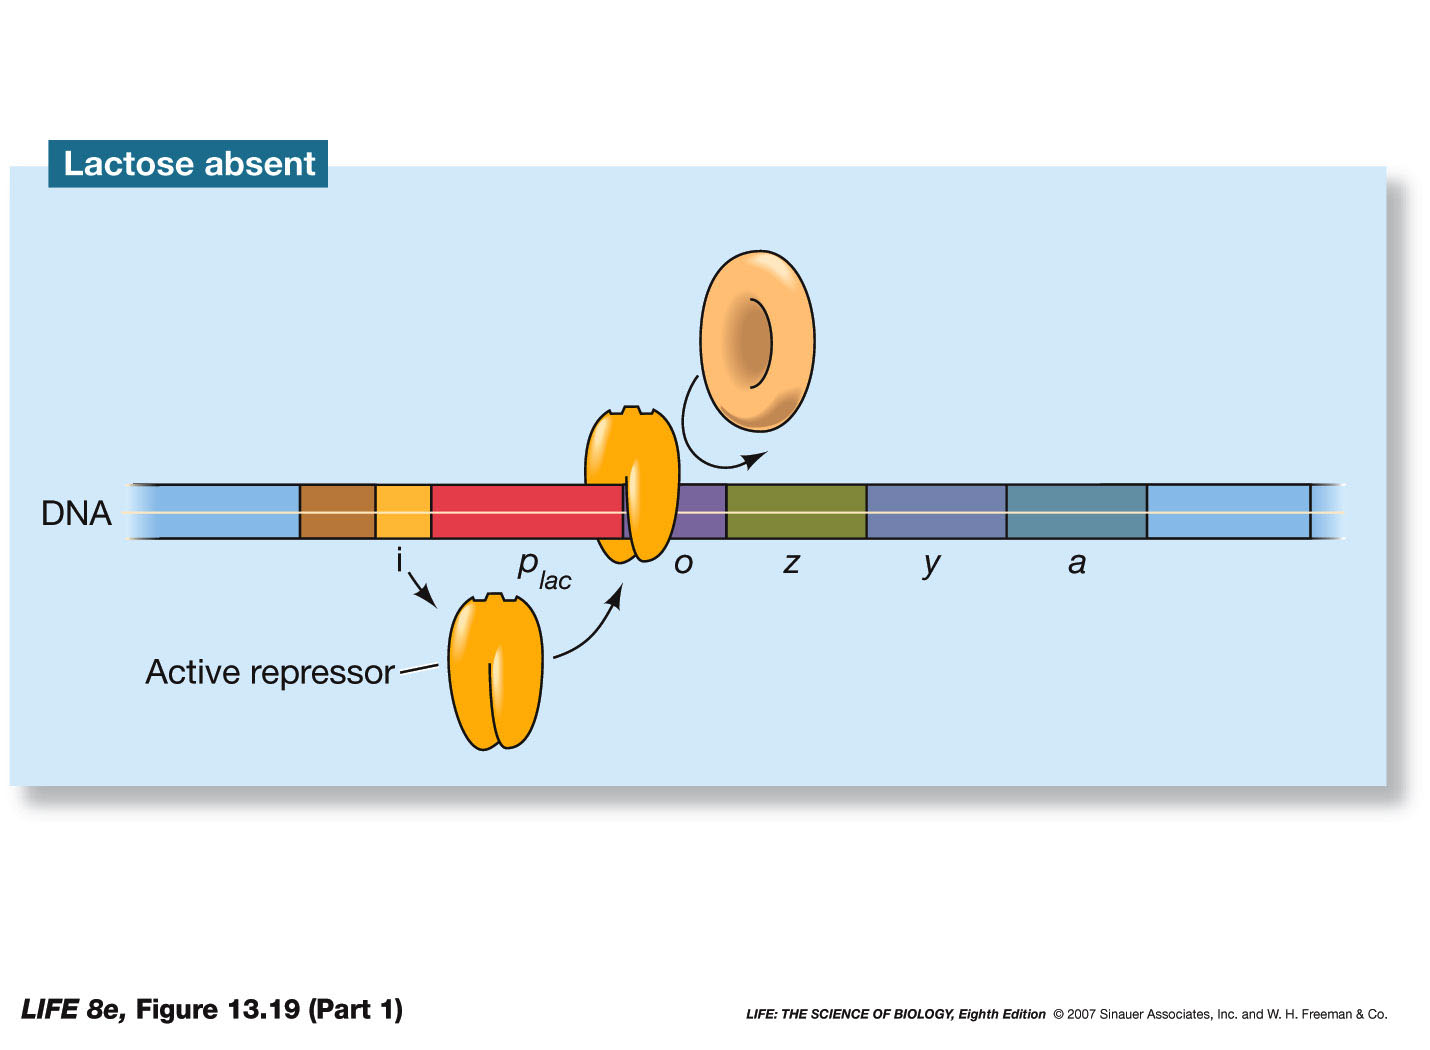 Lactose absent
DNA
i
p lac
o
z
y
a
Active repressor
LIFE 8e, Figure 13.19 (Part 1)
LIFE: THE SCIENCE OF BIOLOGY, Eighth Edition © 2007 Sinauer Associates, Inc. and W. H. Freeman & Co.